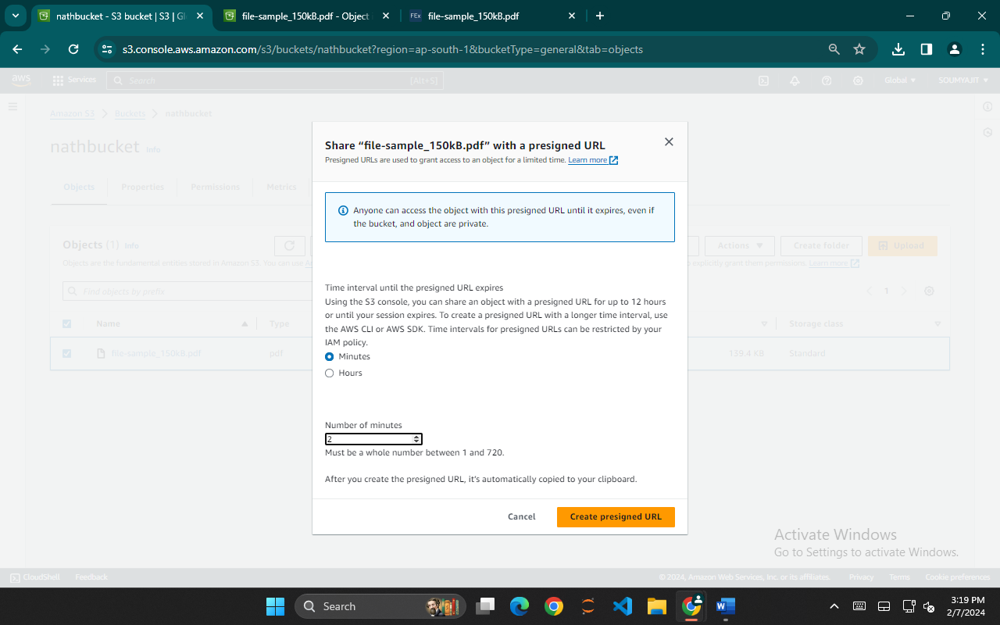 nathbucket - S3 bucket | S3 | Gl
file-sample_150kB.pdf - Object i
FEx
file-sample_150kB.pdf
s3.console.aws.amazon.com/s3/buckets/nathbucket?region=ap-south-1&bucketType=general&tab=objects
aws
Services
Search
[Alt+S]
Global
SOUMYAJIT
Amazon S3
Buckets
nathbucket
nathbucket Info
Objects
Properties
Permissions
Metrics
Objects (1) Info
Actions
Create folder
Upload
Objects are the fundamental entities stored in Amazon S3. You can use
explicitly grant them permissions. Learn more
Find objects by prefix
1
Name
Type
Storage class
file-sample_150kB.pdf
pdf
139.4 KB
Standard
Share “file-sample_150kB.pdf” with a presigned URL
Presigned URLs are used to grant access to an object for a limited time. Learn more
Anyone can access the object with this presigned URL until it expires, even if
the bucket, and object are private.
Time interval until the presigned URL expires
Using the S3 console, you can share an object with a presigned URL for up to 12 hours
or until your session expires. To create a presigned URL with a longer time interval, use
the AWS CLI or AWS SDK. Time intervals for presigned URLs can be restricted by your
IAM policy.
Minutes
Hours
Number of minutes
2
Must be a whole number between 1 and 720.
After you create the presigned URL, it's automatically copied to your clipboard.
Cancel
Create presigned URL
Activate Windows
Go to Settings to activate Windows.
CloudShell
Feedback
© 2024, Amazon Web Services, Inc. or its affiliates.
Privacy
Terms
Cookie preferences
Search
3:19 PM
2/7/2024